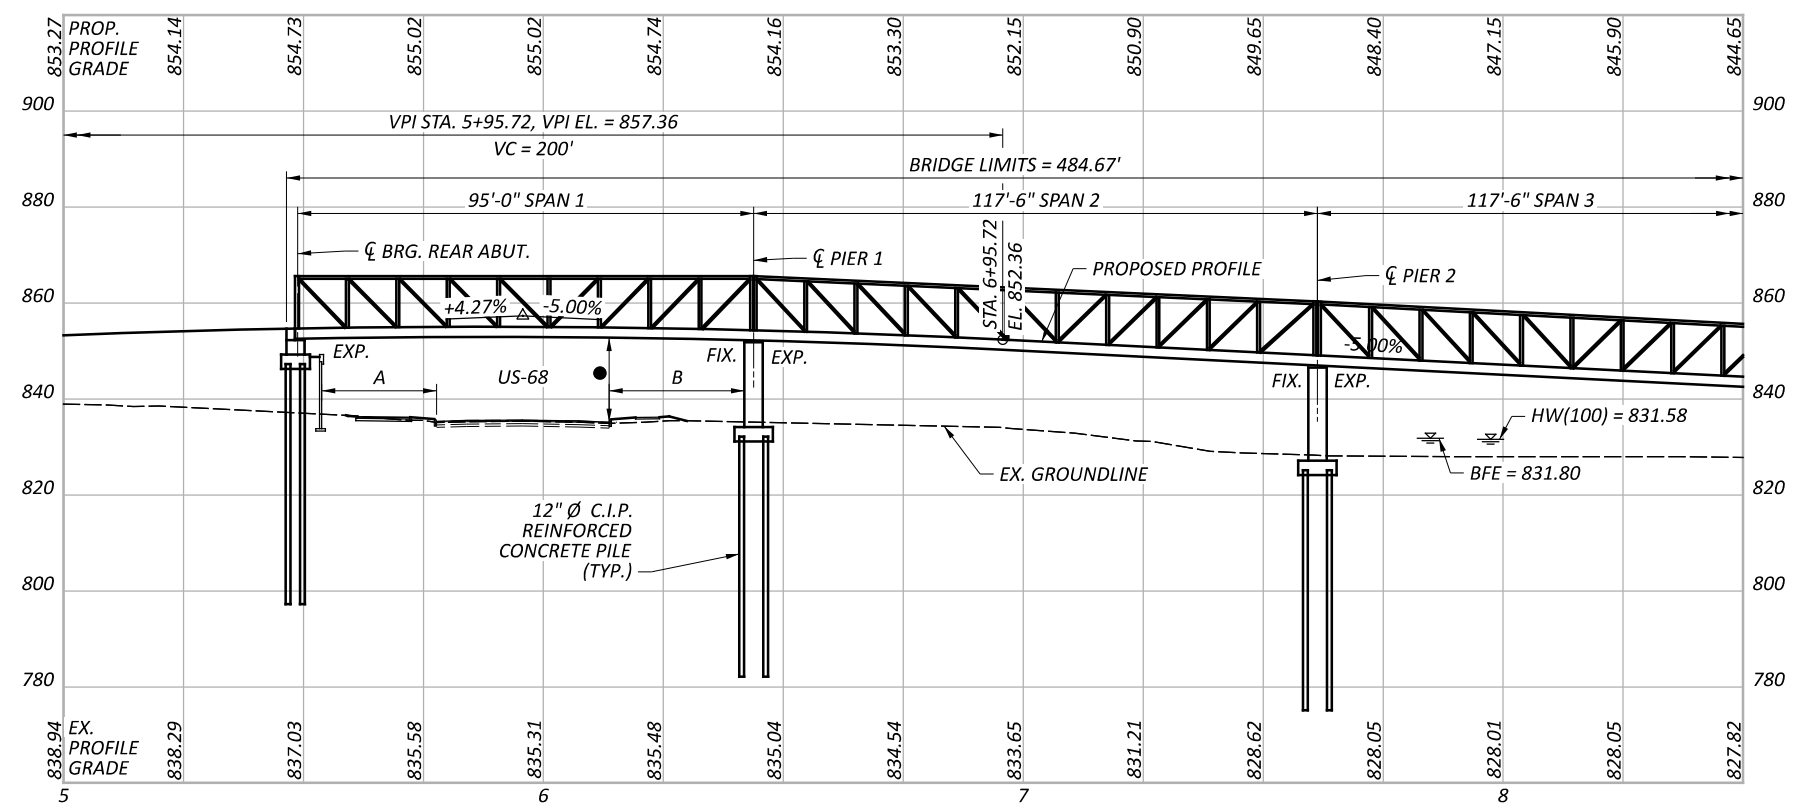 853.27
PROP.
PROFILE
GRADE
854.14
854.73
855.02
855.02
854.74
854.16
853.30
852.15
850.90
849.65
848.40
847.15
845.90
844.65
900
900
VPI STA. 5+95.72, VPI EL. = 857.36
VC = 200'
BRIDGE LIMITS = 484.67'
880
95'-0" SPAN 1
117'-6" SPAN 2
117'-6" SPAN 3
880
℄ BRG. REAR ABUT.
℄ PIER 1
STA. 6+95.72
EL. 852.36
PROPOSED PROFILE
℄ PIER 2
860
+4.27%
-5.00%
860
-5.00%
EXP.
FIX.
EXP.
FIX.
EXP.
840
A
US-68
B
840
HW(100) = 831.58
EX. GROUNDLINE
BFE = 831.80
820
820
12" Ø C.I.P.
REINFORCED
CONCRETE PILE
(TYP.)
800
800
780
780
838.94
EX.
PROFILE
GRADE
838.29
837.03
835.58
835.31
835.48
835.04
834.54
833.65
831.21
828.62
828.05
828.01
828.05
827.82
5
6
7
8